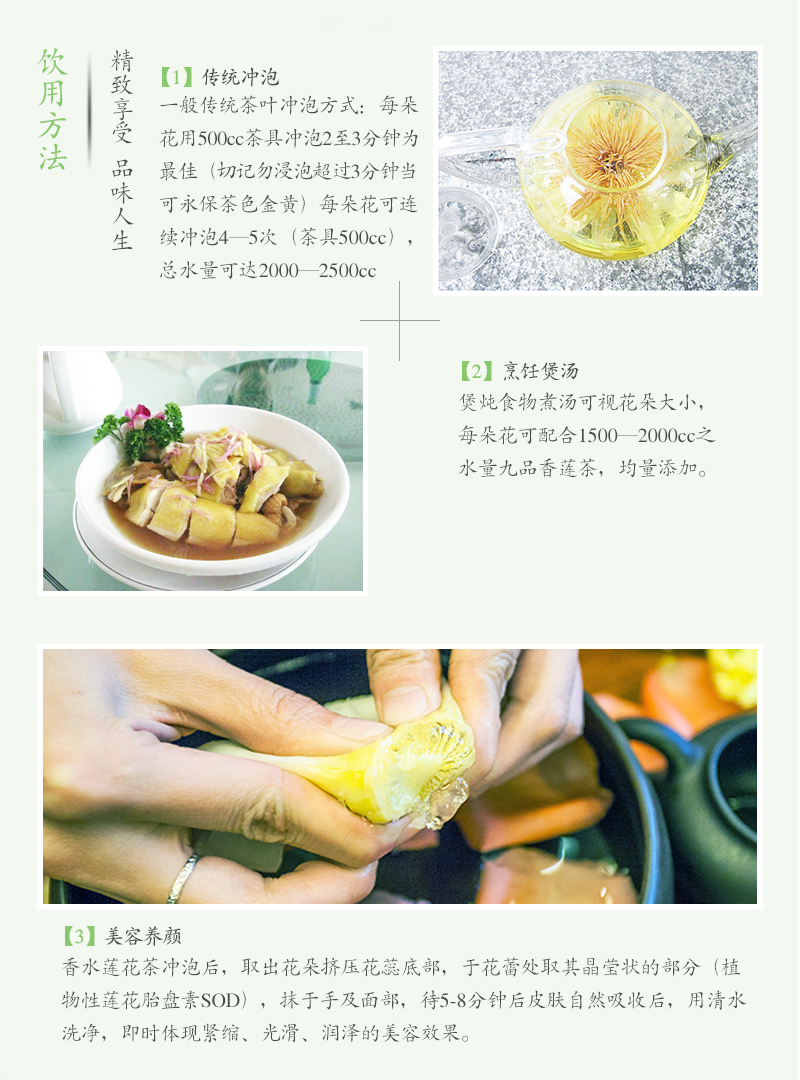 饮用方法
精致享受 品味人生
【1】传统冲泡
一般传统茶叶冲泡方式：每朵
花用500cc茶具冲泡2至3分钟为
最佳（切记勿浸泡超过3分钟当
可永保茶色金黄）每朵花可连
续冲泡4—5次（茶具500cc），
总水量可达2000—2500cc
【2】烹饪煲汤
煲炖食物煮汤可视花朵大小，
每朵花可配合1500—2000cc之
水量九品香莲茶，均量添加。
【3】美容养颜
香水莲花茶冲泡后，取出花朵挤压花蕊底部，于花蕾处取其晶莹状的部分（植
物性莲花胎盘素SOD），抹于手及面部，待5-8分钟后皮肤自然吸收后，用清水
洗净，即时体现紧缩、光滑、润泽的美容效果。